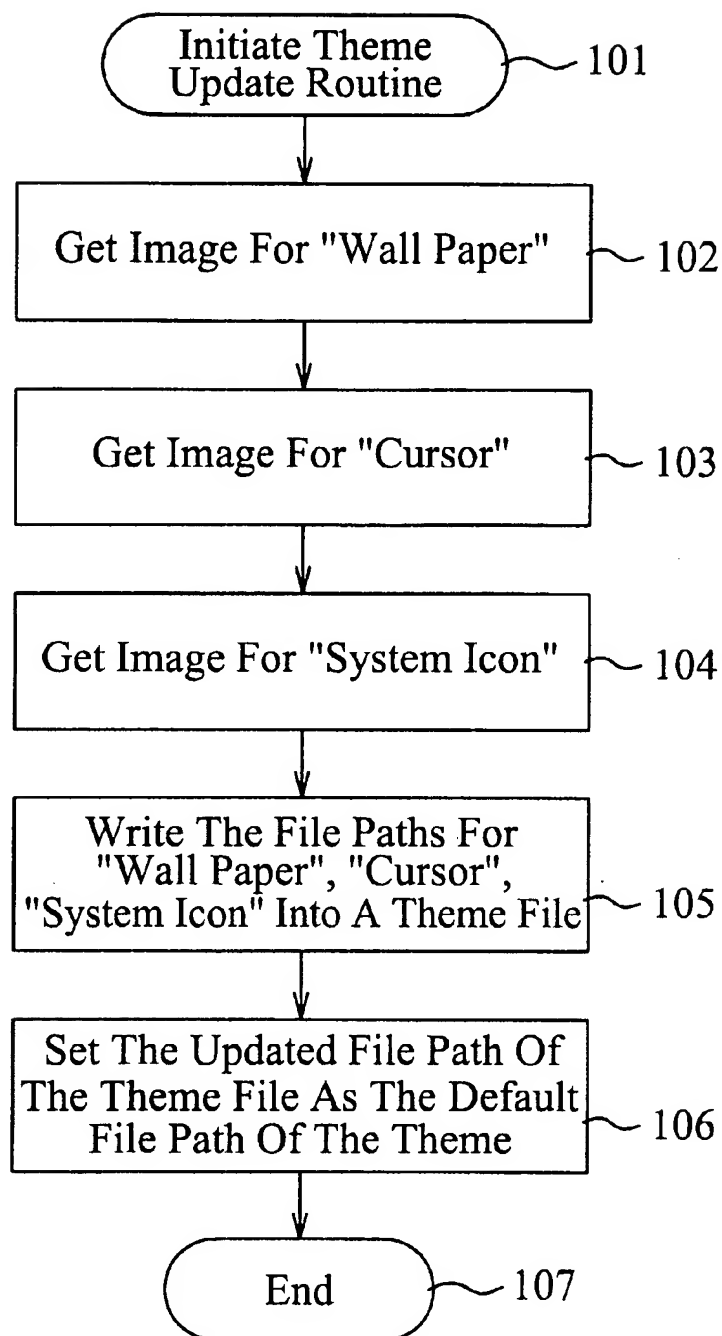 Initiate Theme
Update Routine
101
Get Image For "Wall Paper"
102
Get Image For "Cursor"
103
Get Image For "System Icon"
104
Write The File Paths For
"Wall Paper", "Cursor",
"System Icon" Into A Theme File
105
Set The Updated File Path Of
The Theme File As The Default
File Path Of The Theme
106
End
107